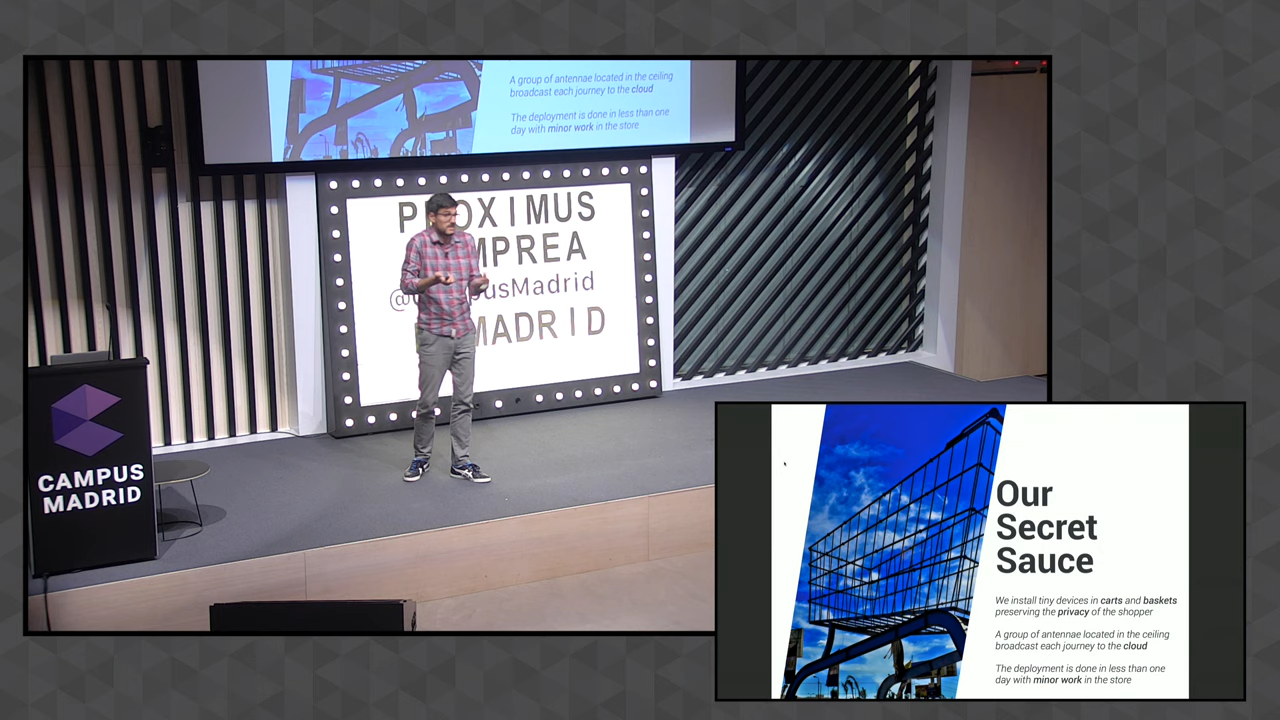 A group of antennae located in the ceiling
broadcast each journey to the cloud
The deployment is done in less than one
day with minor work in the store
PROXIMUS
MPREA
@CampusMadrid
MADRID
CAMPUS
MADRID
Our
Secret
Sauce
We install tiny devices in carts and baskets
preserving the privacy of the shopper
A group of antennae located in the ceiling
broadcast each journey to the cloud
The deployment is done in less than one
day with minor work in the store